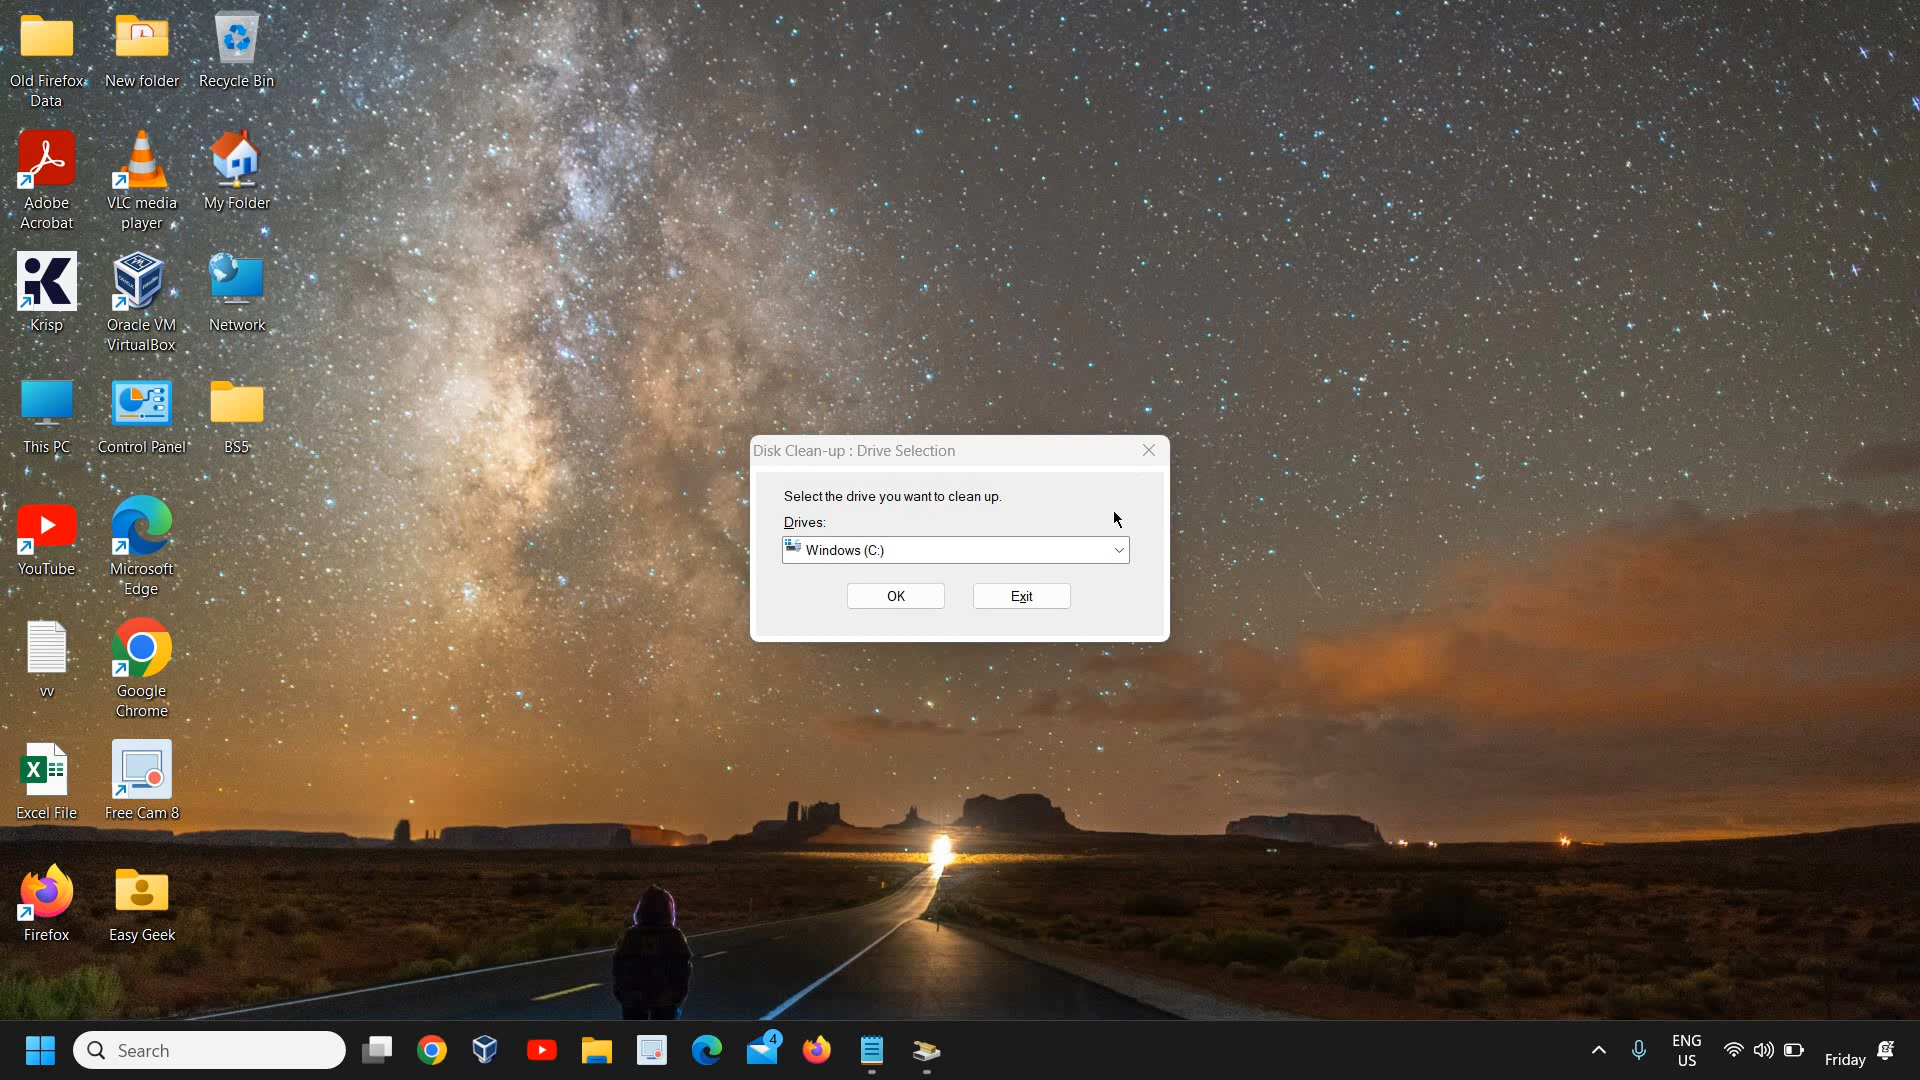 Old Firefox
Data
New folder
Recycle Bin
Adobe
Acrobat
VLC media
player
My Folder
Krisp
Oracle VM
VirtualBox
Network
This PC
Control Panel
BS5
YouTube
Microsoft
Edge
vv
Google
Chrome
Excel File
Free Cam 8
Firefox
Easy Geek
Disk Clean-up : Drive Selection
Select the drive you want to clean up.
Drives:
Windows (C:)
OK
Exit
Search
4
ENG
US
Friday